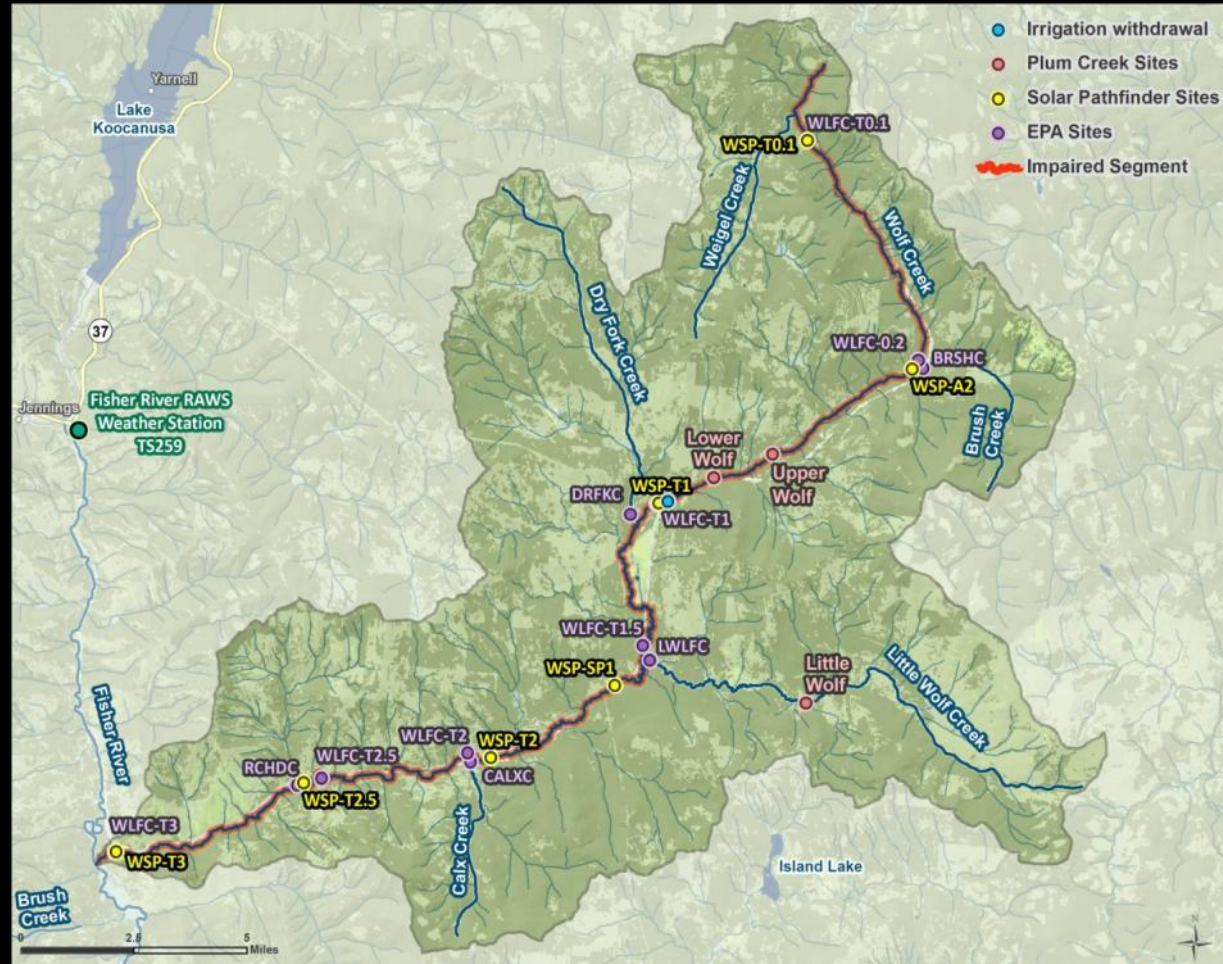 Irrigation withdrawal
Plum Creek Sites
Solar Pathfinder Sites
EPA Sites
Impaired Segment
Yarnell
Lake
Koocanusa
WLFC-T0.1
WSP-T0.1
Weigel Creek
Wolf Creek
Dry Fork Creek
37
WLFC-0.2
BRSHC
WSP-A2
Brush
Creek
Jennings
Fisher River RAWS
Weather Station
TS259
Lower
Wolf
Upper
Wolf
WSP-T1
DRFKC
WLFC-T1
WLFC-T1.5
LWLFC
WSP-SP1
Little
Wolf
Little Wolf Creek
Fisher River
WLFC-T2
WSP-T2
WLFC-T2.5
RCHDC
CALXC
WSP-T2.5
WLFC-T3
WSP-T3
Calx Creek
Island Lake
Brush
Creek
N
0 2.5 5
Miles